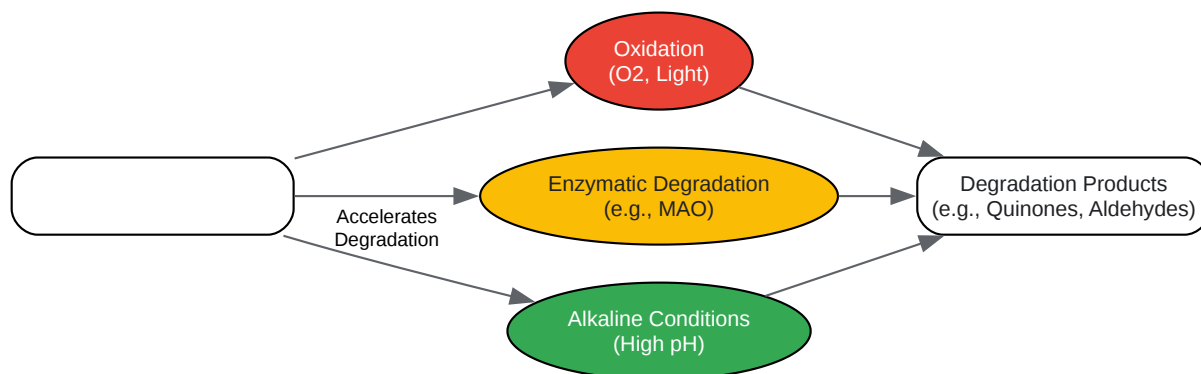 Oxidation
(O2, Light)
Enzymatic Degradation
(e.g., MAO)
Accelerates
Degradation
Degradation Products
(e.g., Quinones, Aldehydes)
Alkaline Conditions
(High pH)